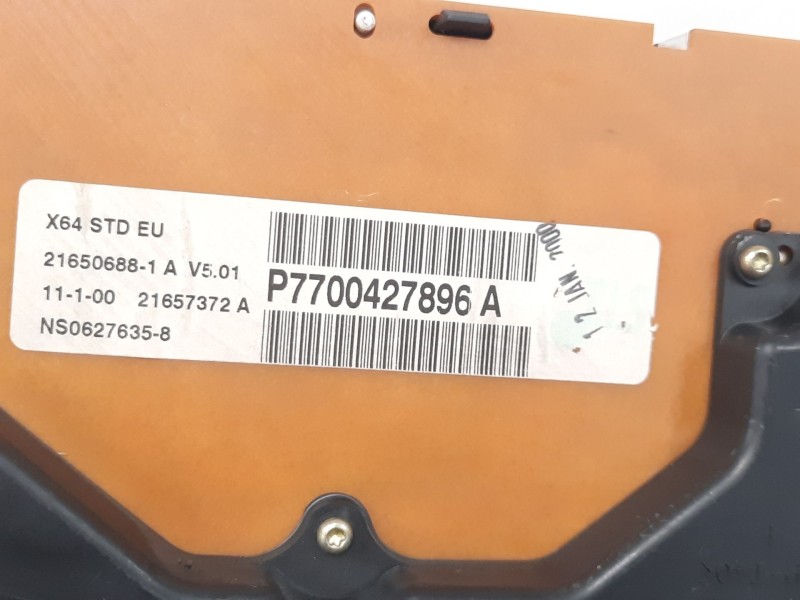 X64 STD EU
21650688-1 A V5.01
11-1-00 21657372 A
NS0627635-8
P7700427896 A
12 JAN. 2000